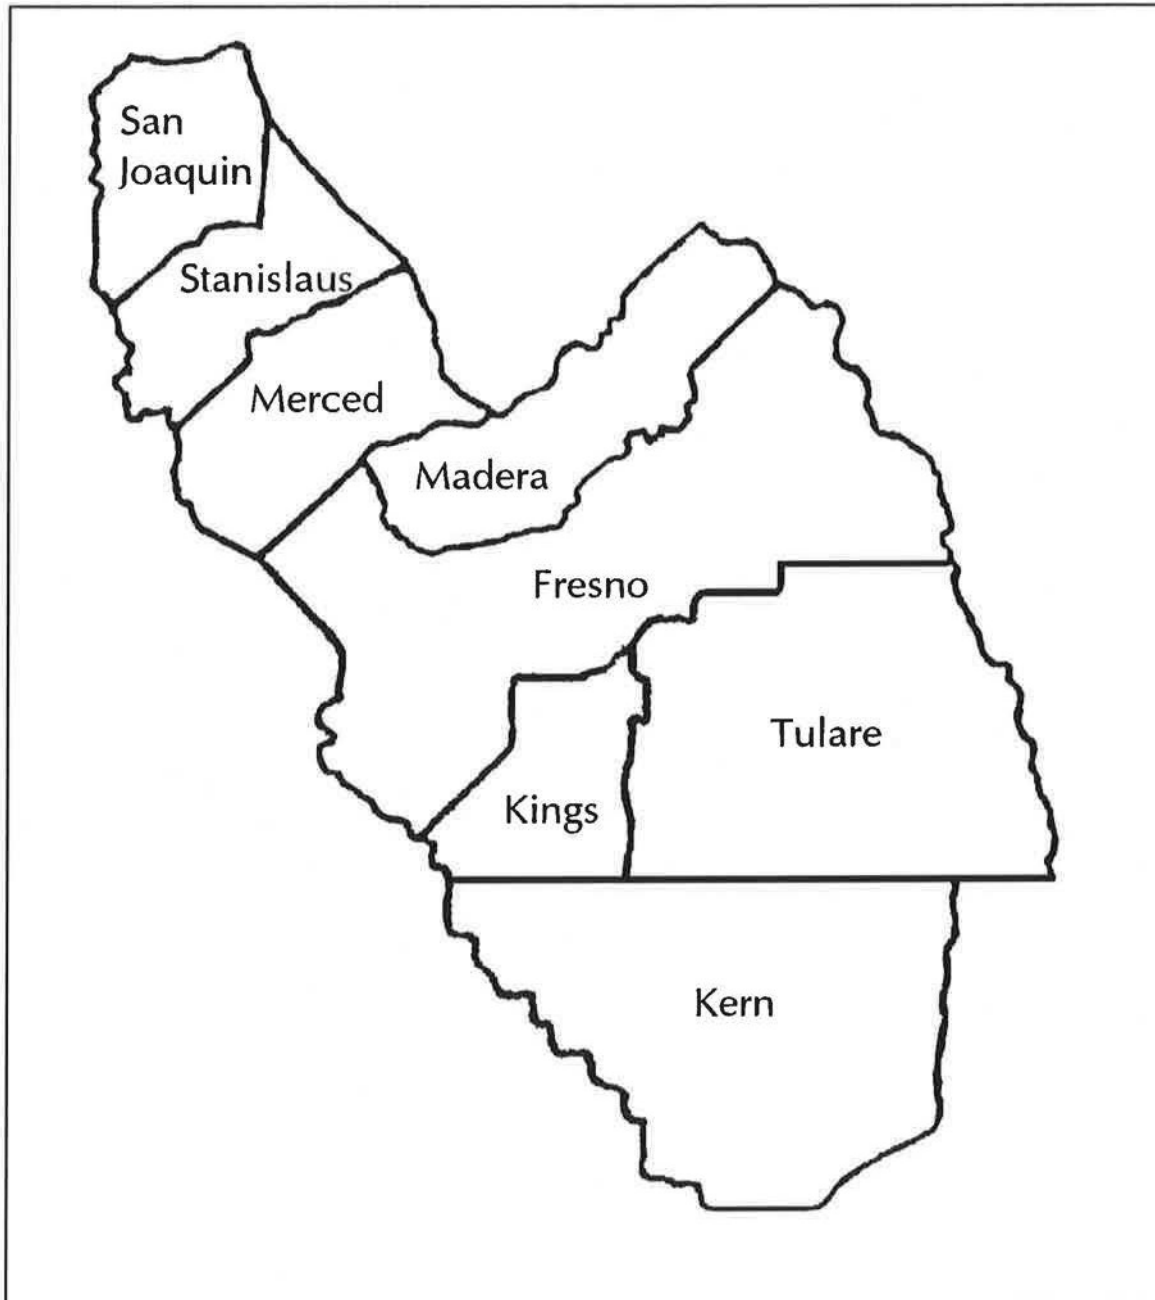 San
Joaquin
Stanislaus
Merced
Madera
Fresno
Tulare
Kings
Kern